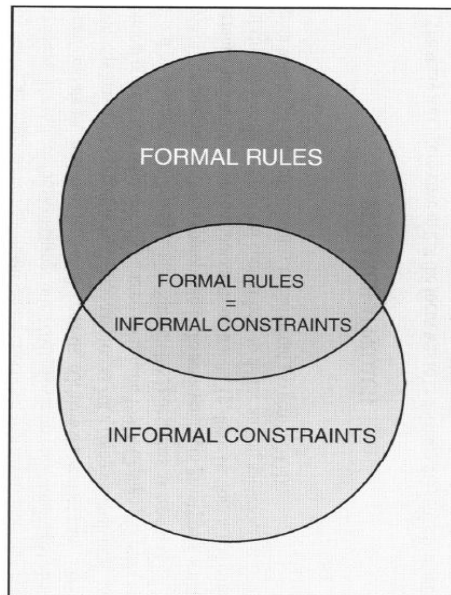 FORMAL RULES
FORMAL RULES
=
INFORMAL CONSTRAINTS
INFORMAL CONSTRAINTS